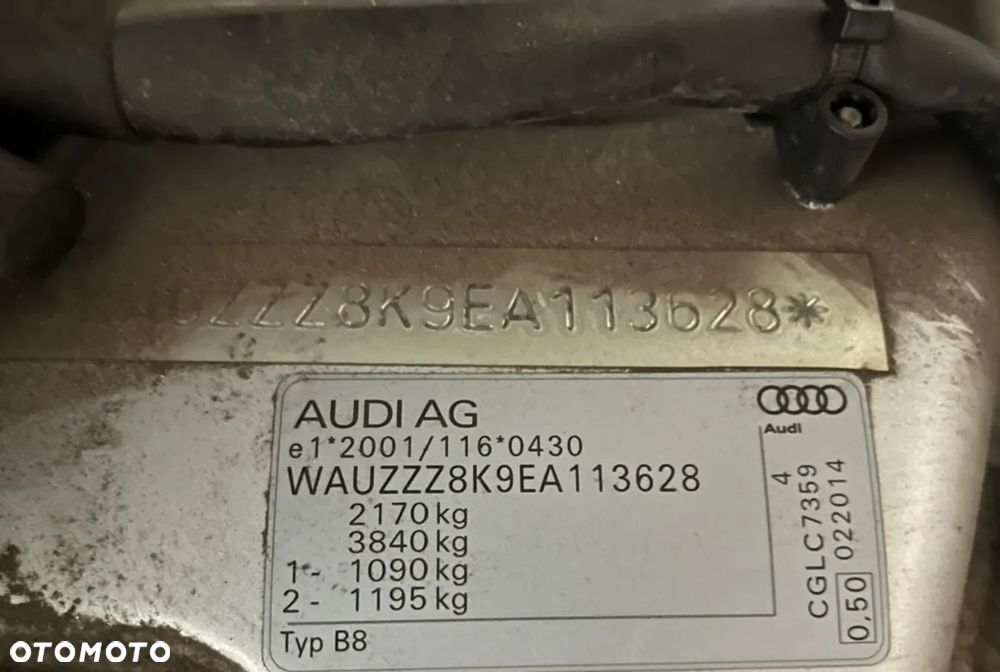 UZZZ8K9EA113628*
AUDI AG
Audi
e1*2001/116*0430
WAUZZZ8K9EA113628
2170 kg
3840 kg
1- 1090 kg
2 - 1195 kg
Typ B8
4
CGLC7359
022014
0,50
OTOMOTO